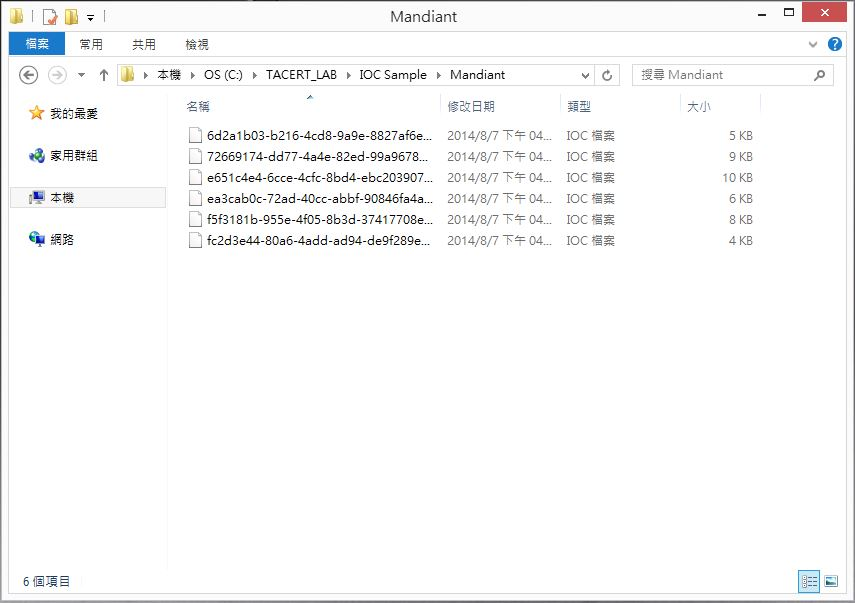 Mandiant
檔案 常用 共用 檢視
本機 OS (C:) TACERT_LAB IOC Sample Mandiant 搜尋 Mandiant
我的最愛
家用群組
本機
網路
名稱 修改日期 類型 大小
6d2a1b03-b216-4cd8-9a9e-8827af6e... 2014/8/7 下午 04... IOC 檔案 5 KB
72669174-dd77-4a4e-82ed-99a9678... 2014/8/7 下午 04... IOC 檔案 9 KB
e651c4e4-6cce-4cfc-8bd4-ebc203907... 2014/8/7 下午 04... IOC 檔案 10 KB
ea3cab0c-72ad-40cc-abbf-90846fa4a... 2014/8/7 下午 04... IOC 檔案 6 KB
f5f3181b-955e-4f05-8b3d-37417708e... 2014/8/7 下午 04... IOC 檔案 8 KB
fc2d3e44-80a6-4add-ad94-de9f289e... 2014/8/7 下午 04... IOC 檔案 4 KB
6 個項目